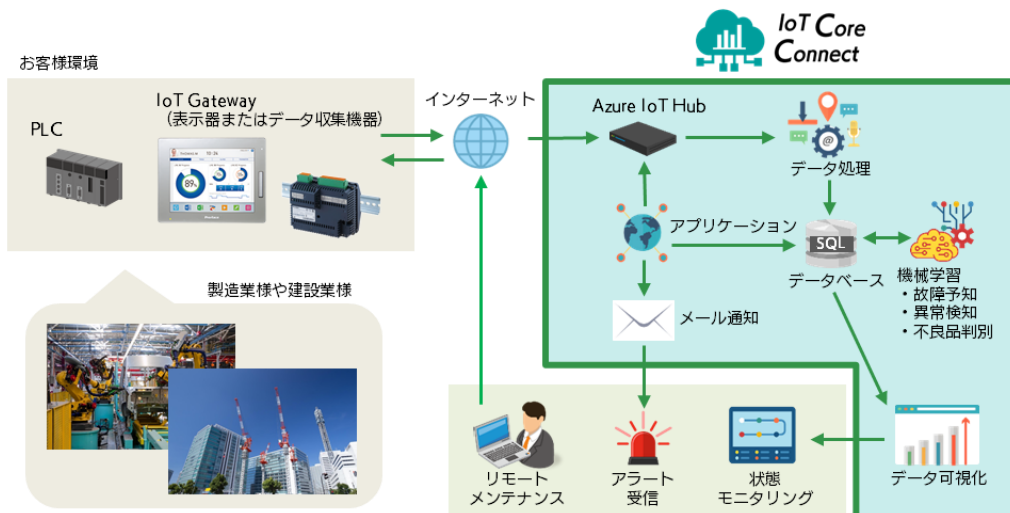 IoT Core
Connect
お客様環境
IoT Gateway
(表示器またはデータ収集機器)
PLC
89%
インターネット
Azure IoT Hub
@
データ処理
アプリケーション
SQL
データベース
機械学習
・故障予知
・異常検知
・不良品判別
製造業様や建設業様
メール通知
リモート
メンテナンス
アラート
受信
状態
モニタリング
データ可視化